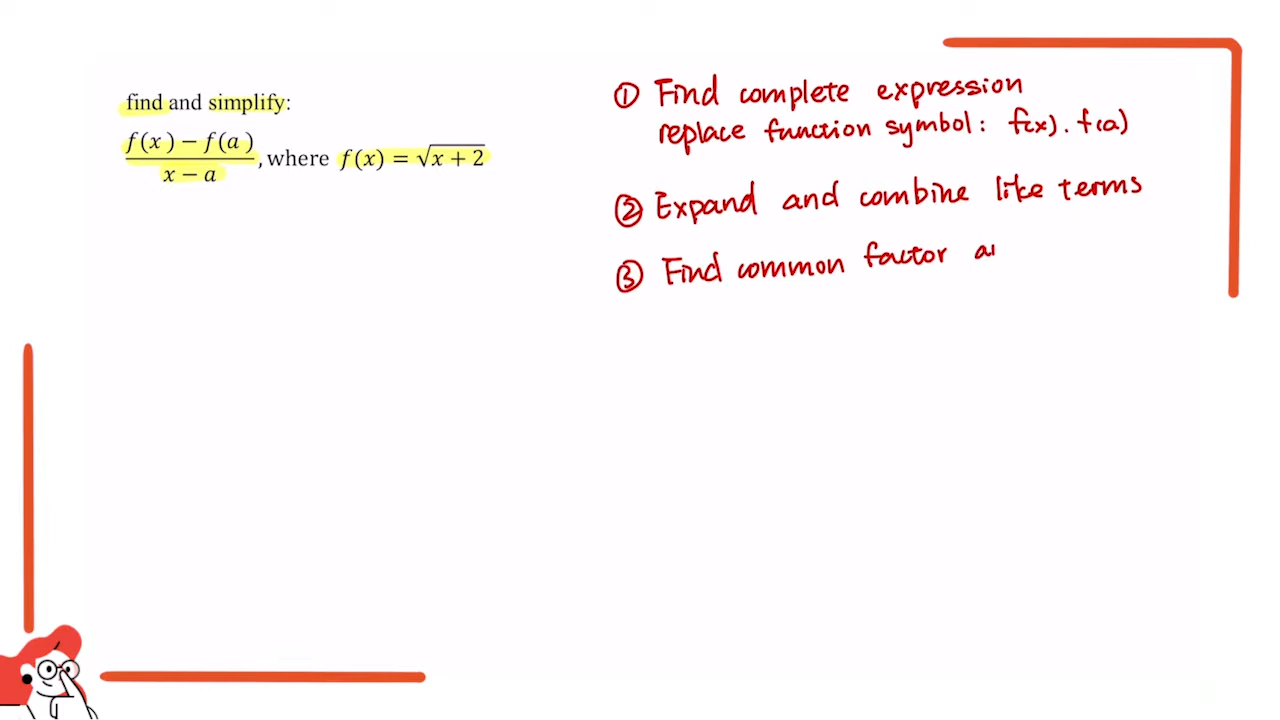 find and simplify:
f(x) − f(a)
x − a
, where f(x) = √x + 2
① Find complete expression
replace function symbol: f(x). f(a)
② Expand and combine like terms
③ Find common factor